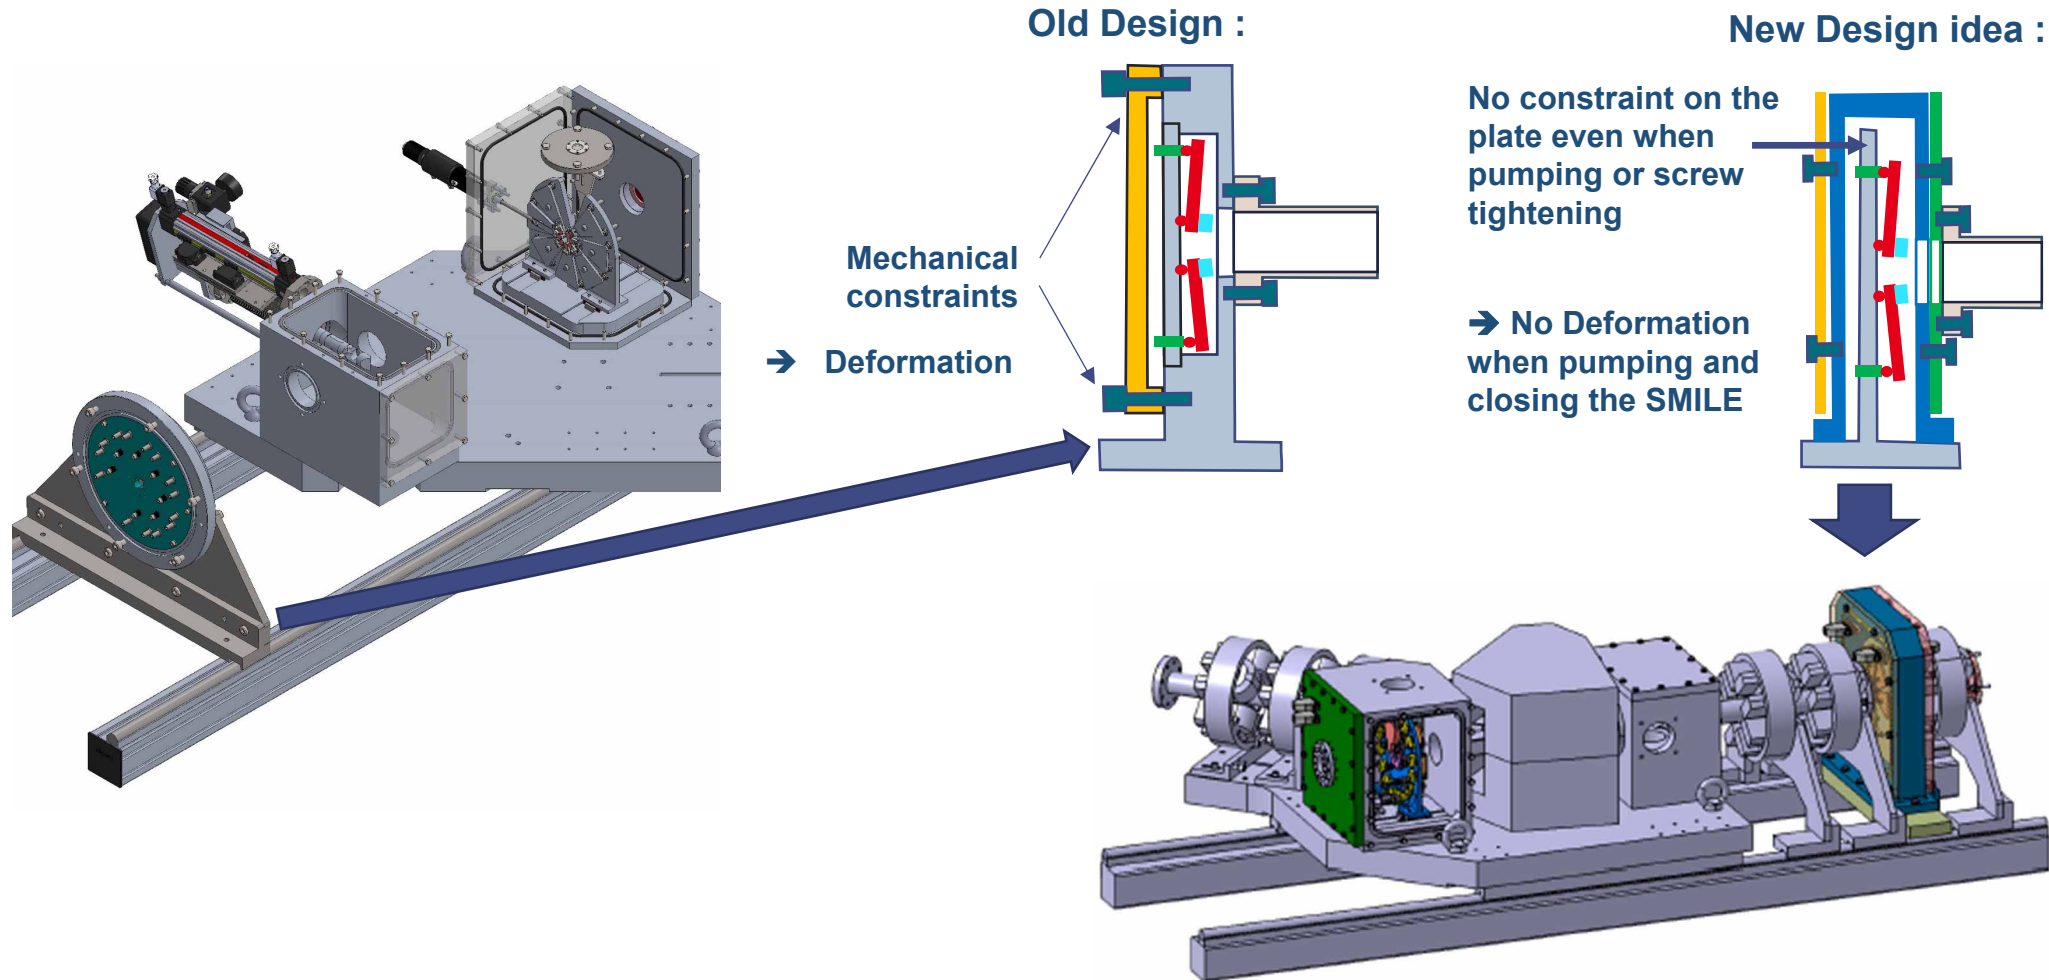 Old Design :
New Design idea :
Mechanical
constraints
➔ Deformation
No constraint on the
plate even when
pumping or screw
tightening
➔ No Deformation
when pumping and
closing the SMILE